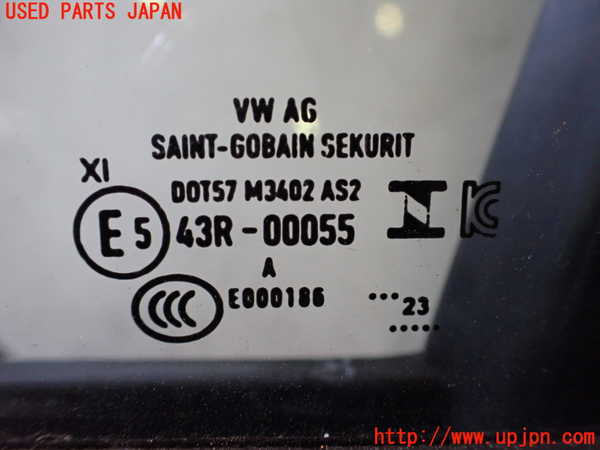 USED PARTS JAPAN
VW AG
SAINT-GOBAIN SEKURIT
XI
DOT57 M3402 AS2
E5 43R-00055
A
CCC E000186
...23
.....
http://www.upjpn.com/